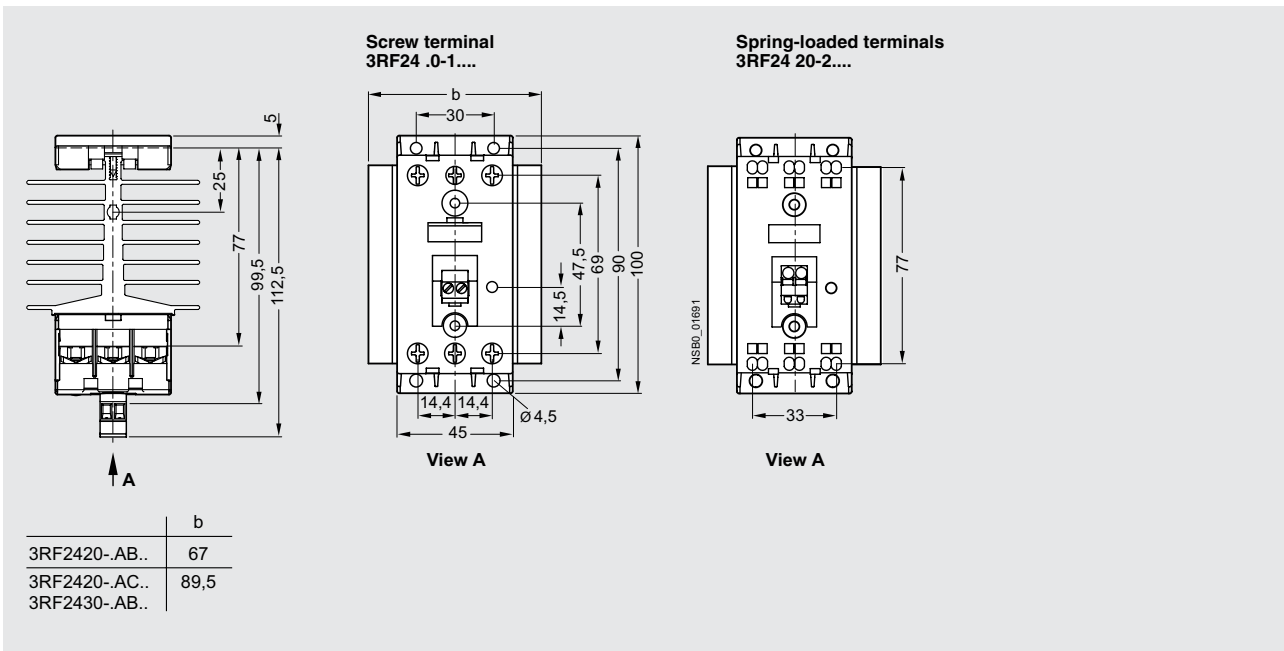 Screw terminal
3RF24 .0-1....
Spring-loaded terminals
3RF24 20-2....
5
25
77
99,5
112,5
A
b
30
47,5
14,5
69
90
100
14,4
14,4
Ø 4,5
45
View A
NSB0_01691
77
33
View A
b
3RF2420-.AB.. 67
3RF2420-.AC.. 89,5
3RF2430-.AB..